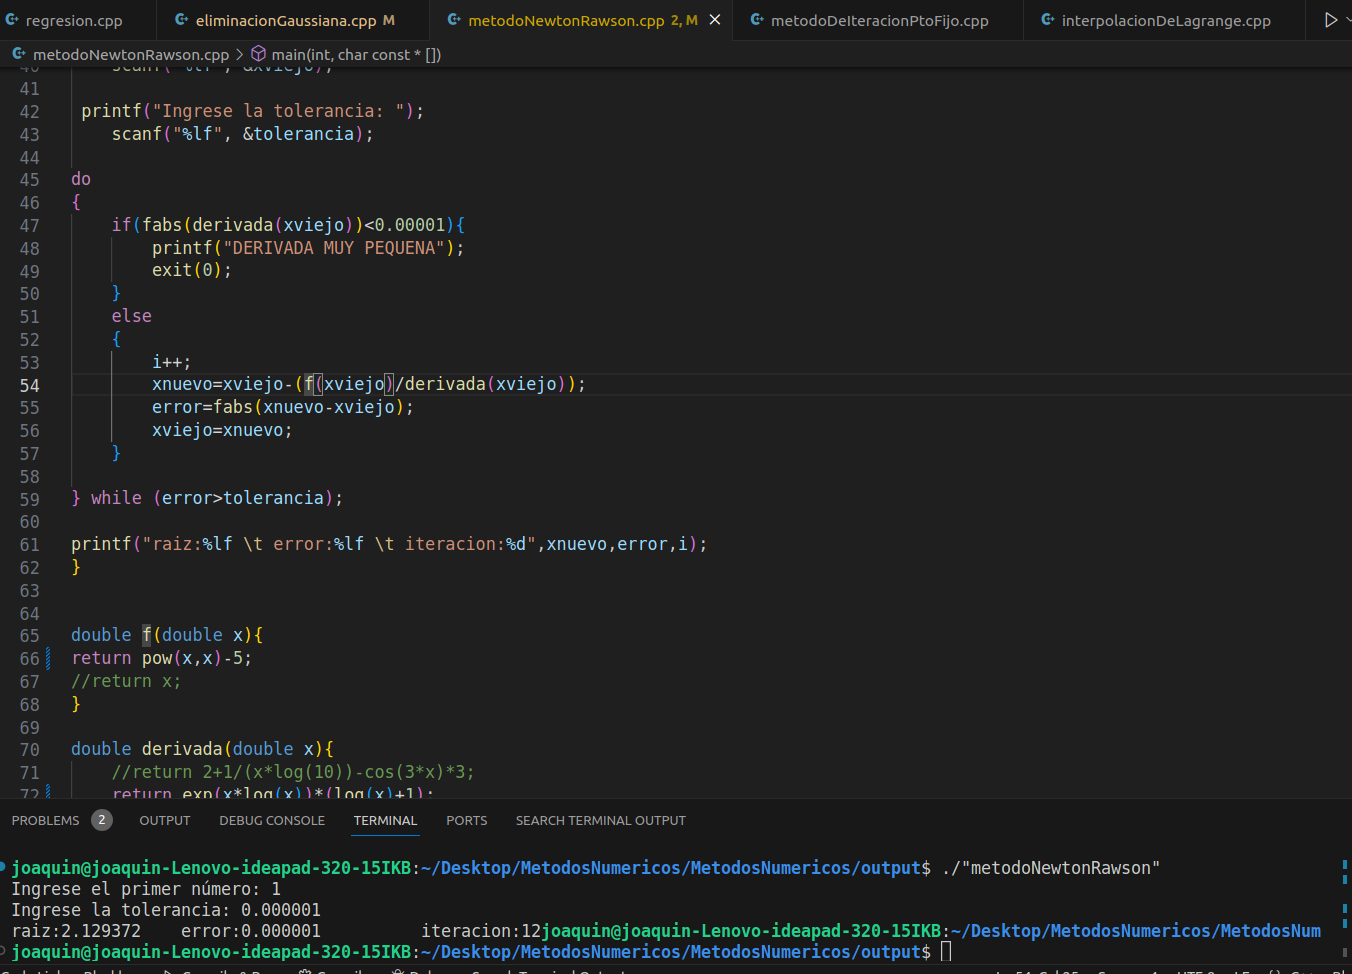 regresion.cpp eliminacionGaussiana.cpp M metodoNewtonRawson.cpp 2, M metodoDeIteracionPtoFijo.cpp interpolacionDeLagrange.cpp
metodoNewtonRawson.cpp > main(int, char const * [])
40 scanf("%lf", &xviejo);
41
42 printf("Ingrese la tolerancia: ");
43 scanf("%lf", &tolerancia);
44
45 do
46 {
47 if(fabs(derivada(xviejo))<0.00001){
48 printf("DERIVADA MUY PEQUENA");
49 exit(0);
50 }
51 else
52 {
53 i++;
54 xnuevo=xviejo-(f(xviejo)/derivada(xviejo));
55 error=fabs(xnuevo-xviejo);
56 xviejo=xnuevo;
57 }
58
59 } while (error>tolerancia);
60
61 printf("raiz:%lf \t error:%lf \t iteracion:%d",xnuevo,error,i);
62 }
63
64
65 double f(double x){
66 return pow(x,x)-5;
67 //return x;
68 }
69
70 double derivada(double x){
71 //return 2+1/(x*log(10))-cos(3*x)*3;
72 return exp(x*log(x))*(log(x)+1);
PROBLEMS 2 OUTPUT DEBUG CONSOLE TERMINAL PORTS SEARCH TERMINAL OUTPUT
joaquin@joaquin-Lenovo-ideapad-320-15IKB:~/Desktop/MetodosNumericos/MetodosNumericos/output$ ./"metodoNewtonRawson"
Ingrese el primer número: 1
Ingrese la tolerancia: 0.000001
raiz:2.129372 error:0.000001 iteracion:12joaquin@joaquin-Lenovo-ideapad-320-15IKB:~/Desktop/MetodosNumericos/MetodosNum
joaquin@joaquin-Lenovo-ideapad-320-15IKB:~/Desktop/MetodosNumericos/MetodosNumericos/output$